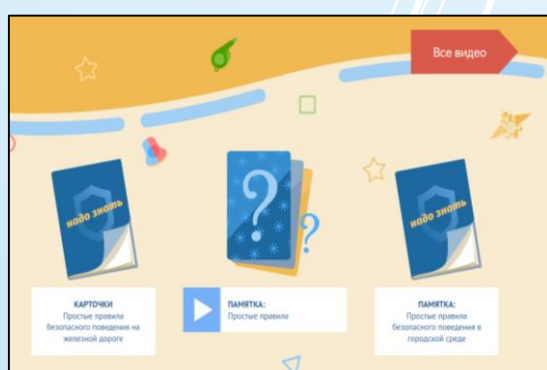 Все видео
надо знать
?
?
надо знать
КАРТОЧКИ
Простые правила
безопасного поведения на
железной дороге
ПАМЯТКА:
Простые правила
ПАМЯТКА:
Простые правила
безопасного поведения в
городской среде